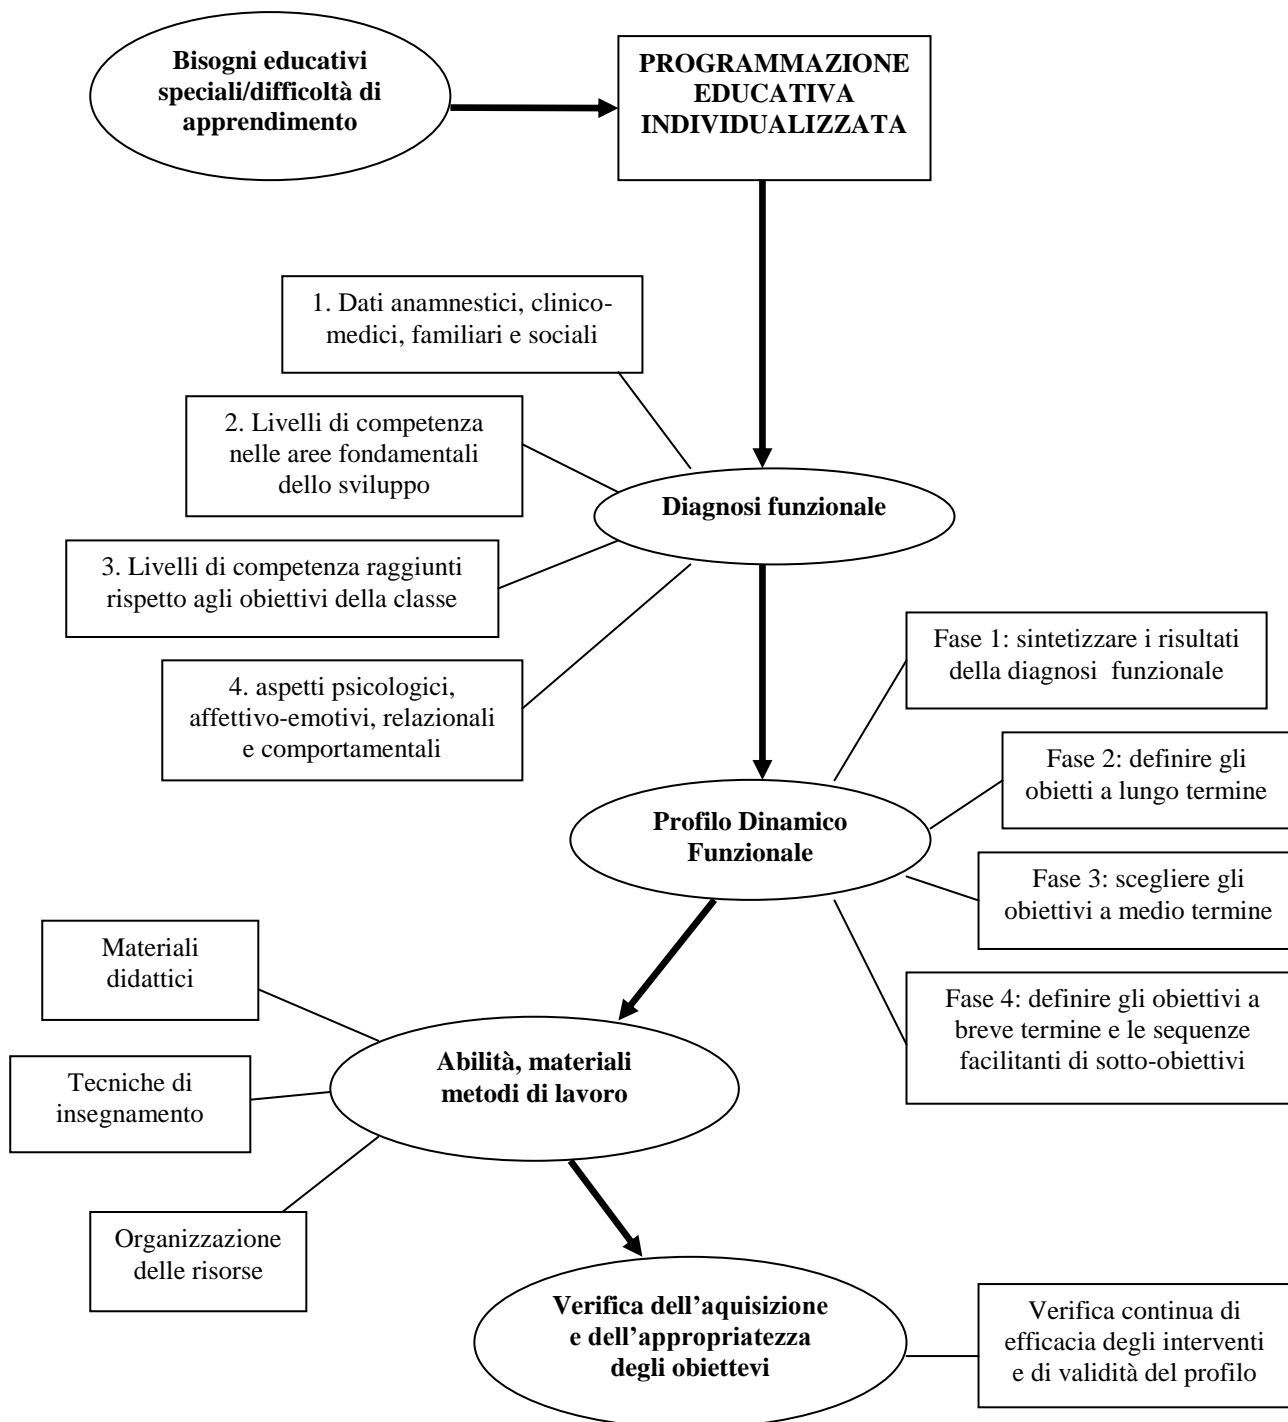 Bisogni educativi
speciali/difficoltà di
apprendimento
PROGRAMMAZIONE
EDUCATIVA
INDIVIDUALIZZATA
1. Dati anamnestici, clinico-
medici, familiari e sociali
2. Livelli di competenza
nelle aree fondamentali
dello sviluppo
Diagnosi funzionale
3. Livelli di competenza raggiunti
rispetto agli obiettivi della classe
4. aspetti psicologici,
affettivo-emotivi, relazionali
e comportamentali
Fase 1: sintetizzare i risultati
della diagnosi  funzionale
Fase 2: definire gli
obietti a lungo termine
Profilo Dinamico
Funzionale
Fase 3: scegliere gli
obiettivi a medio termine
Fase 4: definire gli obiettivi a
breve termine e le sequenze
facilitanti di sotto-obiettivi
Materiali
didattici
Abilità, materiali
metodi di lavoro
Tecniche di
insegnamento
Organizzazione
delle risorse
Verifica dell’aquisizione
e dell’appropriatezza
degli obiettevi
Verifica continua di
efficacia degli interventi
e di validità del profilo